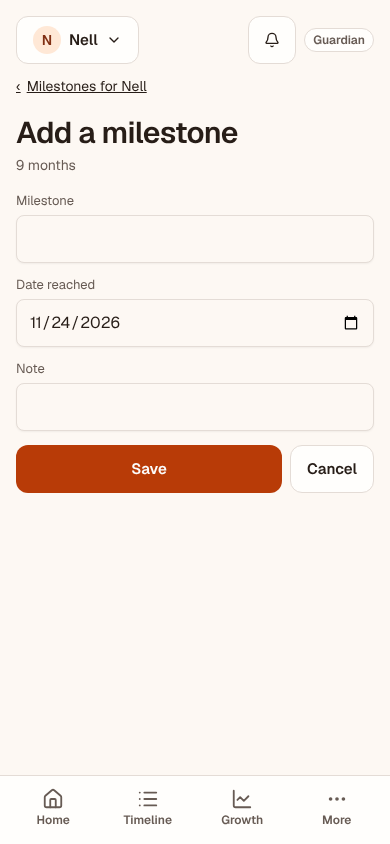 N Nell
Guardian
‹ Milestones for Nell
Add a milestone
9 months
Milestone
Date reached
11/24/2026
Note
Save Cancel
Home Timeline Growth More